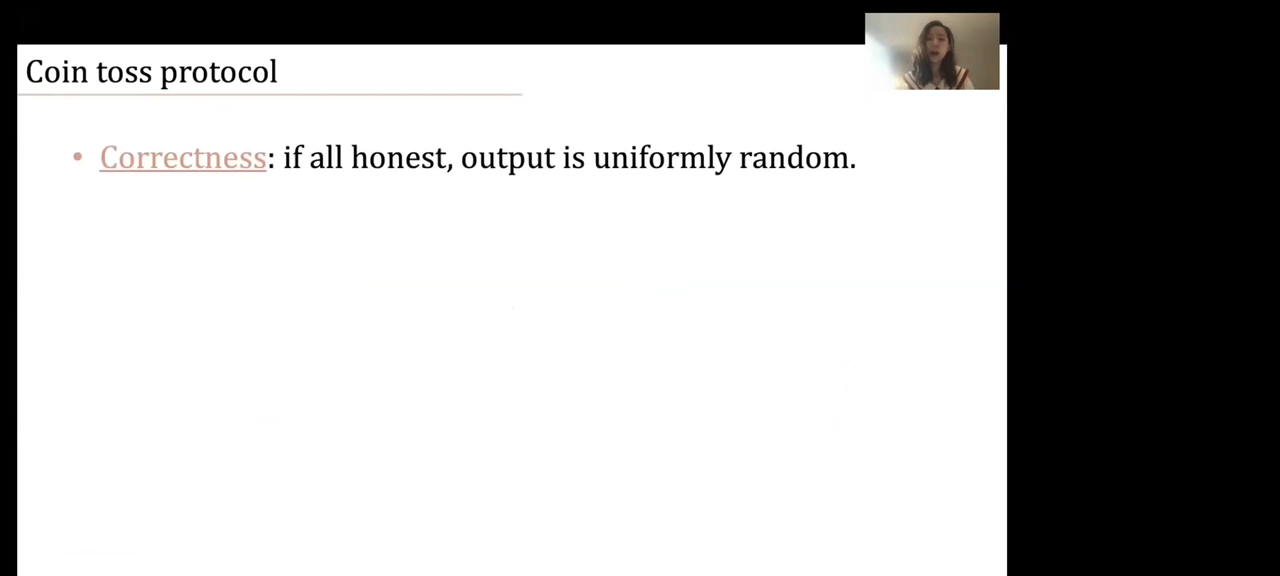 Coin toss protocol
• Correctness: if all honest, output is uniformly random.